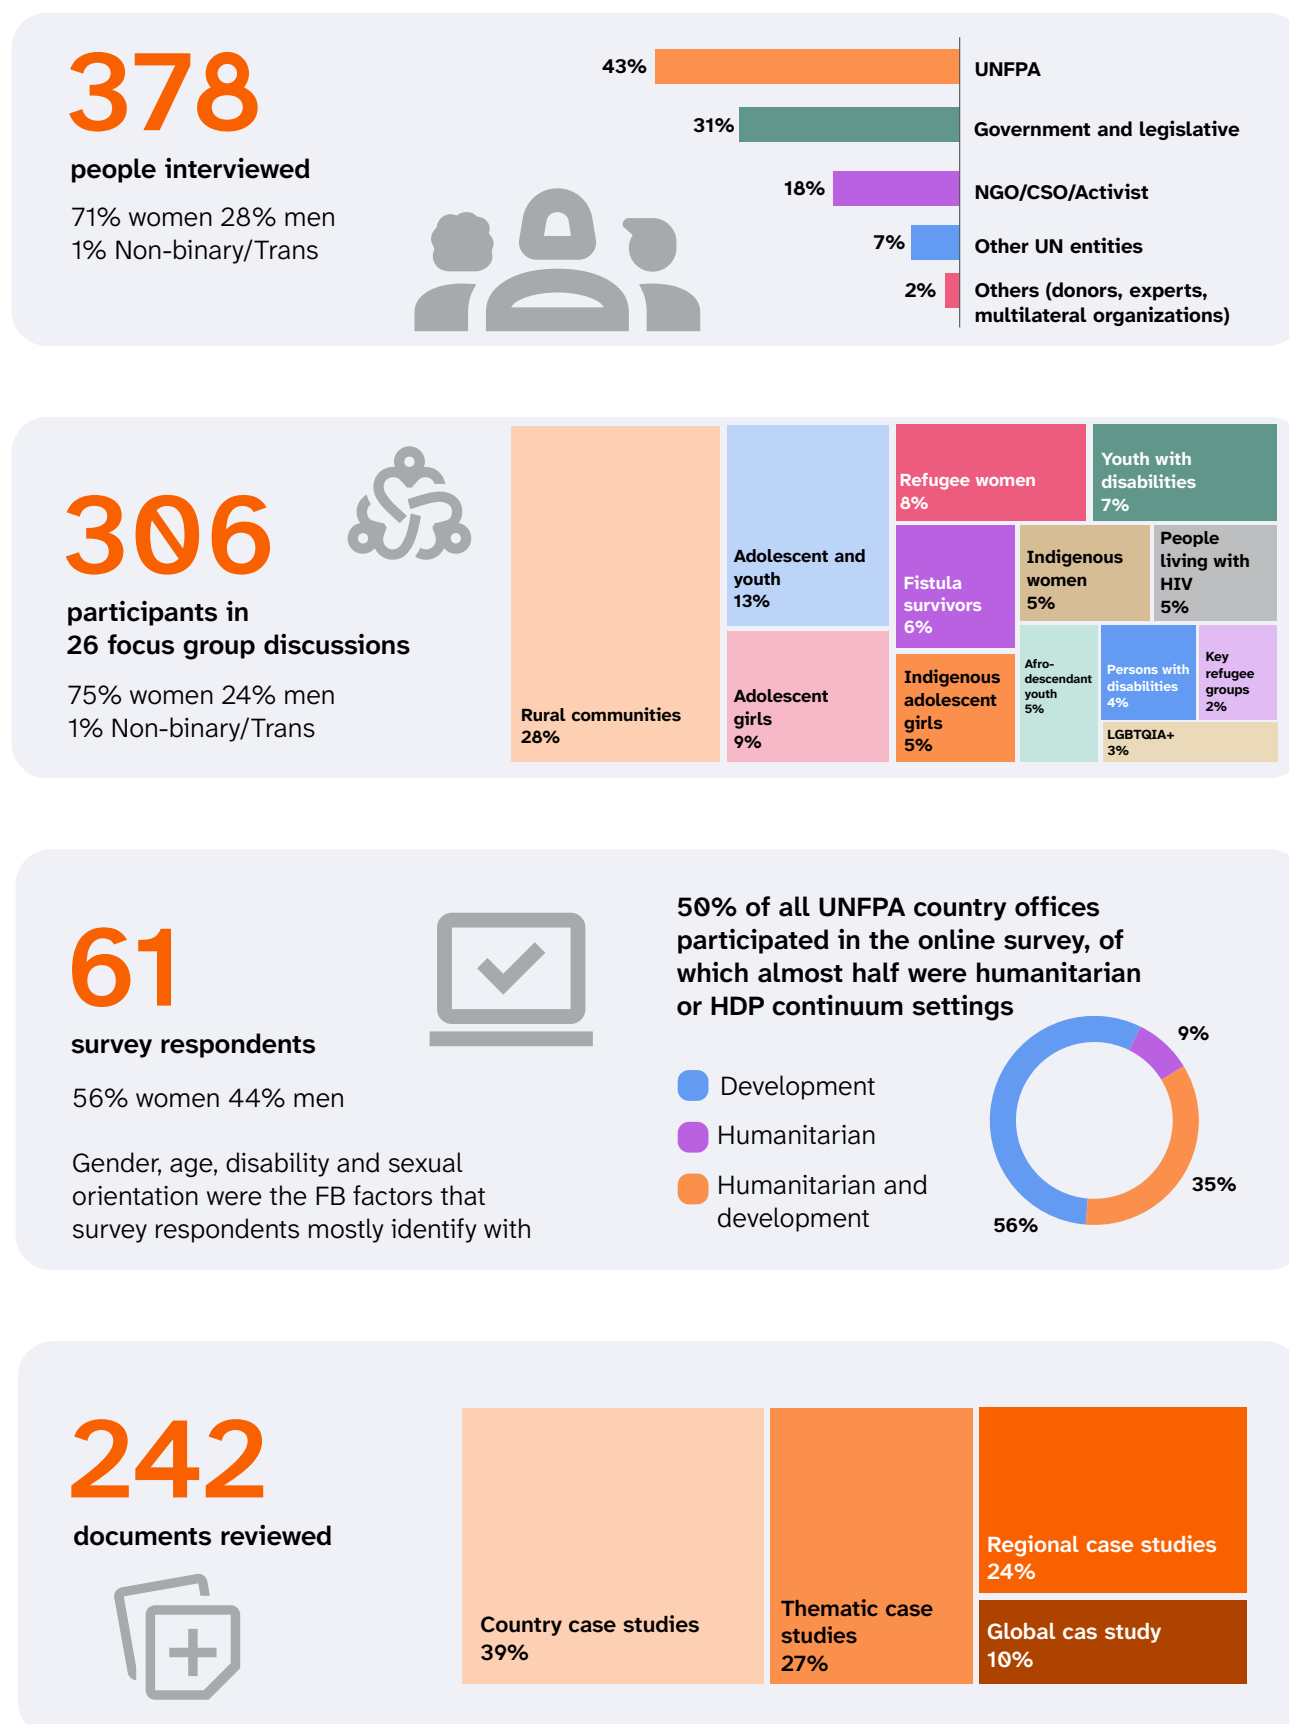 378
people interviewed
71% women 28% men
1% Non-binary/Trans
43%
UNFPA
31%
Government and legislative
18%
NGO/CSO/Activist
7%
Other UN entities
2%
Others (donors, experts,
multilateral organizations)
306
participants in
26 focus group discussions
75% women 24% men
1% Non-binary/Trans
Rural communities
28%
Adolescent and
youth
13%
Adolescent
girls
9%
Refugee women
8%
Youth with
disabilities
7%
Fistula
survivors
6%
Indigenous
women
5%
People
living with
HIV
5%
Indigenous
adolescent
girls
5%
Afro-
descendant
youth
5%
Persons with
disabilities
4%
Key
refugee
groups
2%
LGBTQIA+
3%
61
survey respondents
56% women 44% men
Gender, age, disability and sexual
orientation were the FB factors that
survey respondents mostly identify with
50% of all UNFPA country offices
participated in the online survey, of
which almost half were humanitarian
or HDP continuum settings
Development
Humanitarian
Humanitarian and
development
9%
35%
56%
242
documents reviewed
Country case studies
39%
Thematic case
studies
27%
Regional case studies
24%
Global cas study
10%